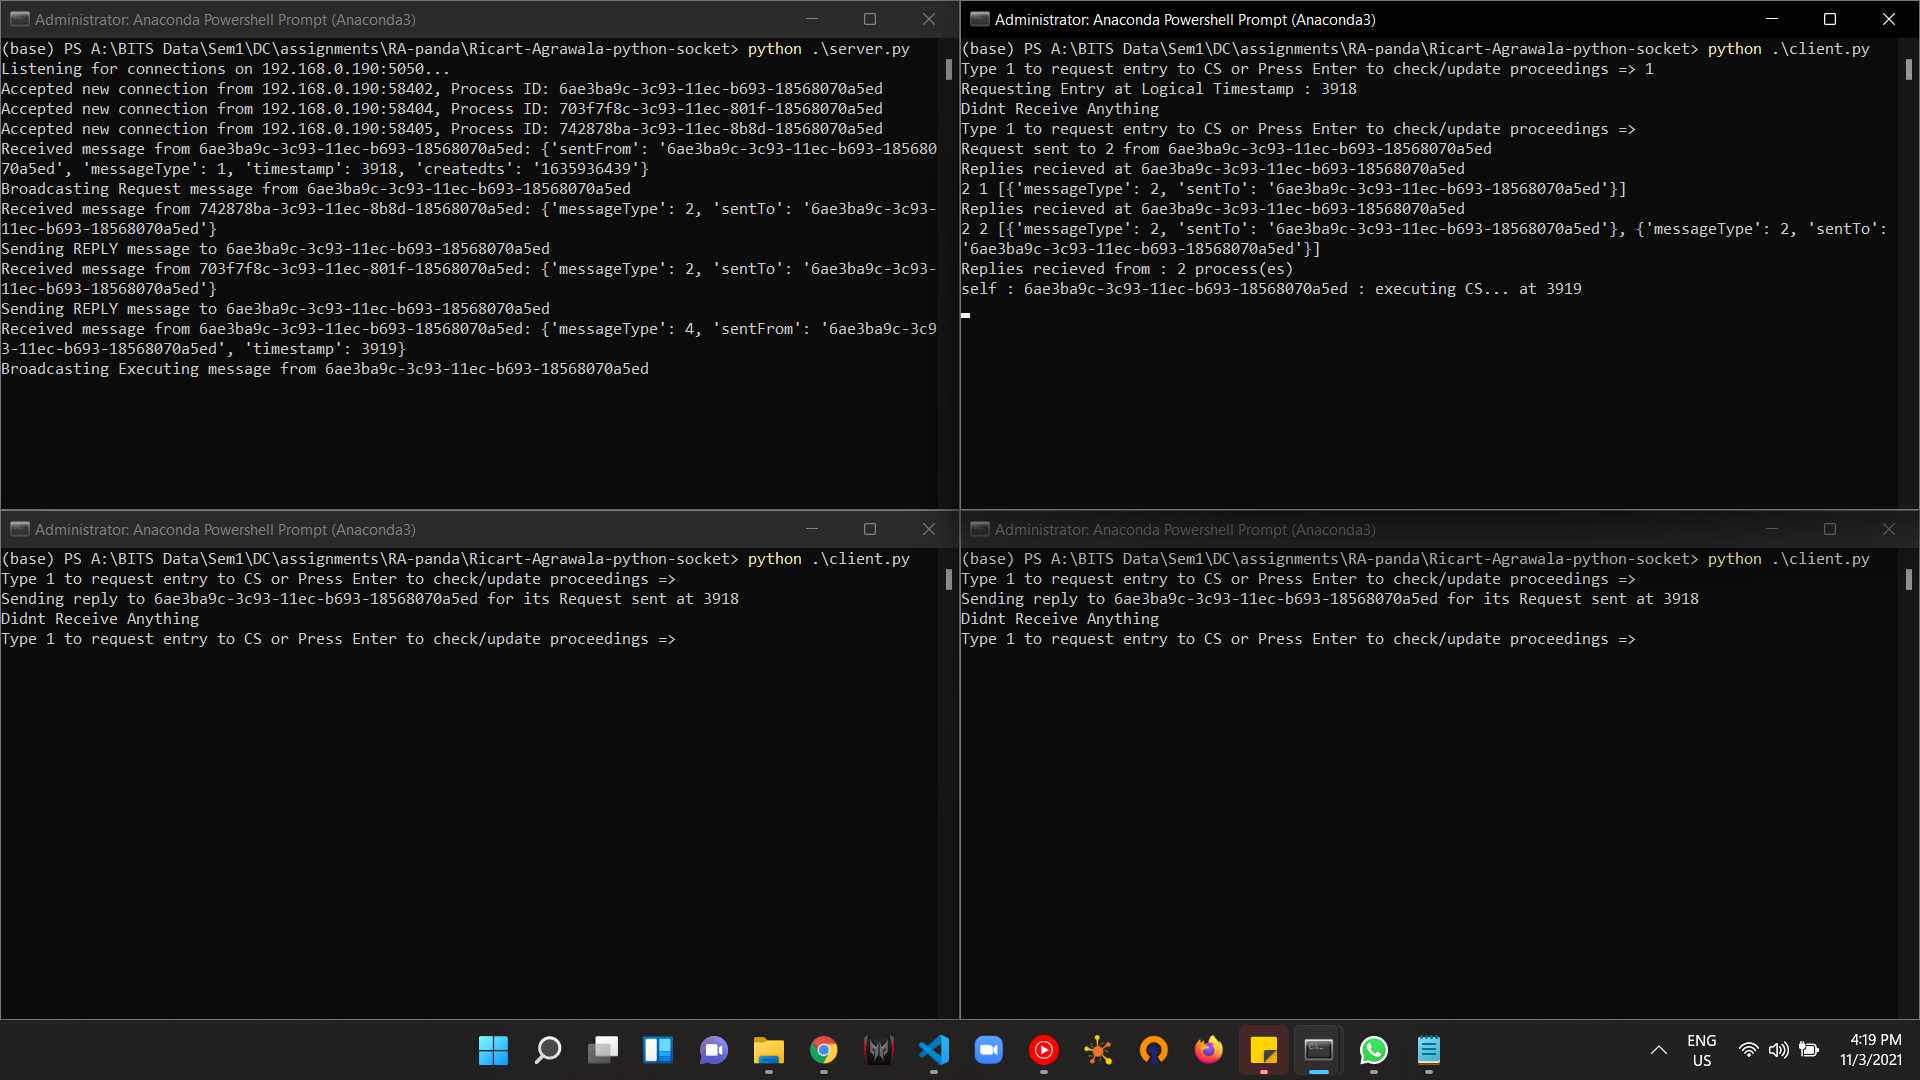 Administrator: Anaconda Powershell Prompt (Anaconda3)
(base) PS A:\BITS Data\Sem1\DC\assignments\RA-panda\Ricart-Agrawala-python-socket> python .\server.py
Listening for connections on 192.168.0.190:5050...
Accepted new connection from 192.168.0.190:58402, Process ID: 6ae3ba9c-3c93-11ec-b693-18568070a5ed
Accepted new connection from 192.168.0.190:58404, Process ID: 703f7f8c-3c93-11ec-801f-18568070a5ed
Accepted new connection from 192.168.0.190:58405, Process ID: 742878ba-3c93-11ec-8b8d-18568070a5ed
Received message from 6ae3ba9c-3c93-11ec-b693-18568070a5ed: {'sentFrom': '6ae3ba9c-3c93-11ec-b693-185680
70a5ed', 'messageType': 1, 'timestamp': 3918, 'createdts': '1635936439'}
Broadcasting Request message from 6ae3ba9c-3c93-11ec-b693-18568070a5ed
Received message from 742878ba-3c93-11ec-8b8d-18568070a5ed: {'messageType': 2, 'sentTo': '6ae3ba9c-3c93-
11ec-b693-18568070a5ed'}
Sending REPLY message to 6ae3ba9c-3c93-11ec-b693-18568070a5ed
Received message from 703f7f8c-3c93-11ec-801f-18568070a5ed: {'messageType': 2, 'sentTo': '6ae3ba9c-3c93-
11ec-b693-18568070a5ed'}
Sending REPLY message to 6ae3ba9c-3c93-11ec-b693-18568070a5ed
Received message from 6ae3ba9c-3c93-11ec-b693-18568070a5ed: {'messageType': 4, 'sentFrom': '6ae3ba9c-3c9
3-11ec-b693-18568070a5ed', 'timestamp': 3919}
Broadcasting Executing message from 6ae3ba9c-3c93-11ec-b693-18568070a5ed
Administrator: Anaconda Powershell Prompt (Anaconda3)
(base) PS A:\BITS Data\Sem1\DC\assignments\RA-panda\Ricart-Agrawala-python-socket> python .\client.py
Type 1 to request entry to CS or Press Enter to check/update proceedings => 1
Requesting Entry at Logical Timestamp : 3918
Didnt Receive Anything
Type 1 to request entry to CS or Press Enter to check/update proceedings =>
Request sent to 2 from 6ae3ba9c-3c93-11ec-b693-18568070a5ed
Replies recieved at 6ae3ba9c-3c93-11ec-b693-18568070a5ed
2 1 [{'messageType': 2, 'sentTo': '6ae3ba9c-3c93-11ec-b693-18568070a5ed'}]
Replies recieved at 6ae3ba9c-3c93-11ec-b693-18568070a5ed
2 2 [{'messageType': 2, 'sentTo': '6ae3ba9c-3c93-11ec-b693-18568070a5ed'}, {'messageType': 2, 'sentTo':
'6ae3ba9c-3c93-11ec-b693-18568070a5ed'}]
Replies recieved from : 2 process(es)
self : 6ae3ba9c-3c93-11ec-b693-18568070a5ed : executing CS... at 3919
Administrator: Anaconda Powershell Prompt (Anaconda3)
(base) PS A:\BITS Data\Sem1\DC\assignments\RA-panda\Ricart-Agrawala-python-socket> python .\client.py
Type 1 to request entry to CS or Press Enter to check/update proceedings =>
Sending reply to 6ae3ba9c-3c93-11ec-b693-18568070a5ed for its Request sent at 3918
Didnt Receive Anything
Type 1 to request entry to CS or Press Enter to check/update proceedings =>
Administrator: Anaconda Powershell Prompt (Anaconda3)
(base) PS A:\BITS Data\Sem1\DC\assignments\RA-panda\Ricart-Agrawala-python-socket> python .\client.py
Type 1 to request entry to CS or Press Enter to check/update proceedings =>
Sending reply to 6ae3ba9c-3c93-11ec-b693-18568070a5ed for its Request sent at 3918
Didnt Receive Anything
Type 1 to request entry to CS or Press Enter to check/update proceedings =>
ENG
US
4:19 PM
11/3/2021